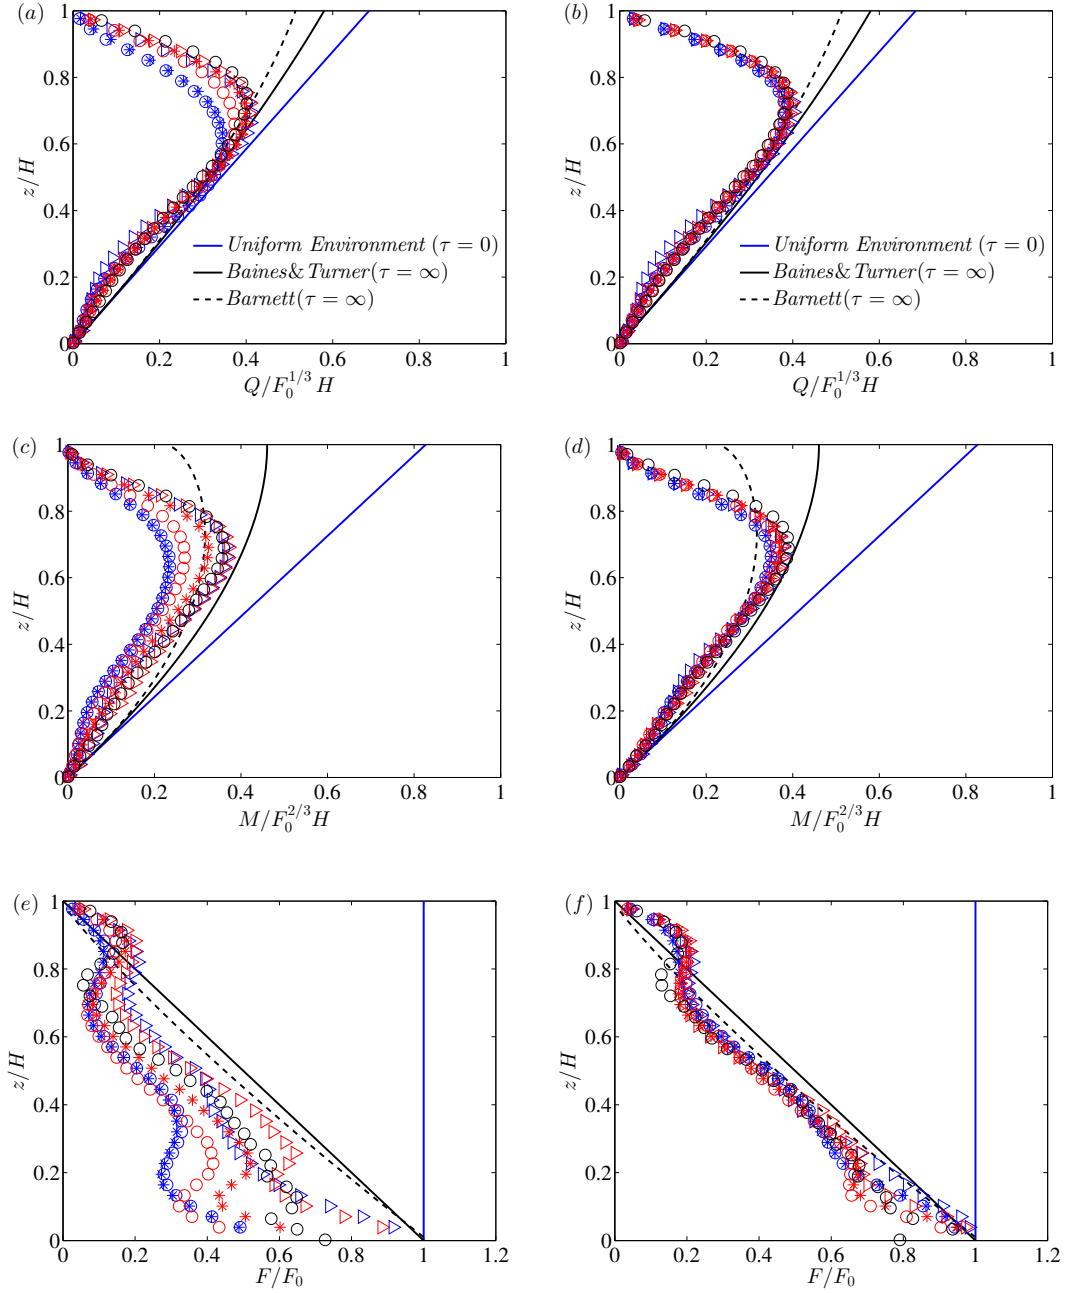 (a)
1
0.8
0.6
0.4
0.2
0
z/H
Uniform Environment (τ = 0)
Baines&Turner(τ = ∞)
Barnett(τ = ∞)
0 0.2 0.4 0.6 0.8 1
Q/F₀^{1/3} H
(b)
1
0.8
0.6
0.4
0.2
0
z/H
Uniform Environment (τ = 0)
Baines&Turner(τ = ∞)
Barnett(τ = ∞)
0 0.2 0.4 0.6 0.8 1
Q/F₀^{1/3} H
(c)
1
0.8
0.6
0.4
0.2
0
z/H
0 0.2 0.4 0.6 0.8 1
M/F₀^{2/3} H
(d)
1
0.8
0.6
0.4
0.2
0
z/H
0 0.2 0.4 0.6 0.8 1
M/F₀^{2/3} H
(e)
1
0.8
0.6
0.4
0.2
0
z/H
0 0.2 0.4 0.6 0.8 1 1.2
F/F₀
(f)
1
0.8
0.6
0.4
0.2
0
z/H
0 0.2 0.4 0.6 0.8 1 1.2
F/F₀